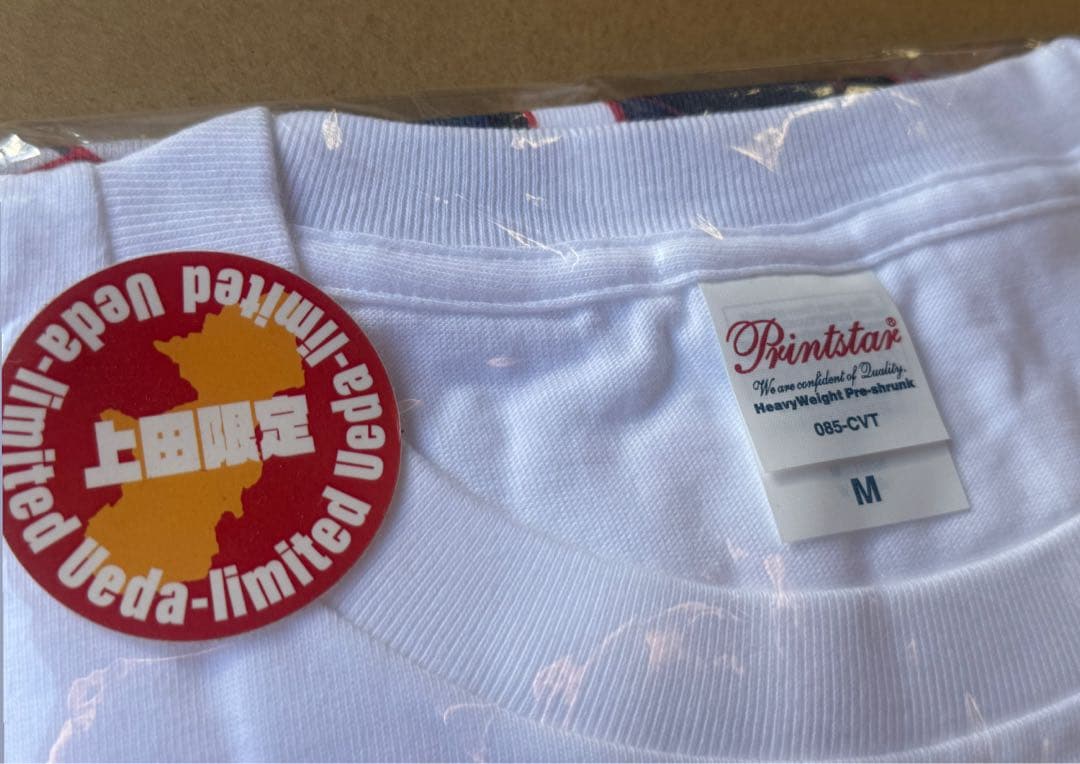 Ueda-limited Ueda-limited Ueda-limited
上田限定
Printstar®
We are confident of Quality.
HeavyWeight Pre-shrunk
085-CVT
M